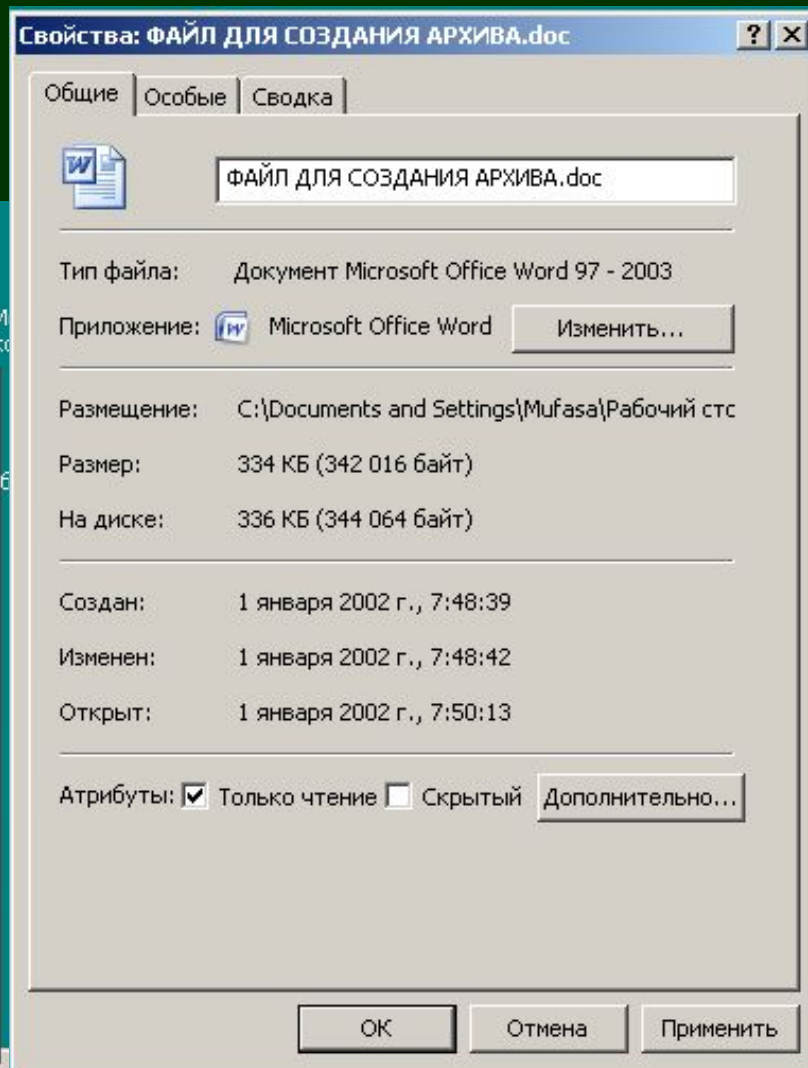 Свойства: ФАЙЛ ДЛЯ СОЗДАНИЯ АРХИВА.doc
Общие Особые Сводка
ФАЙЛ ДЛЯ СОЗДАНИЯ АРХИВА.doc
Тип файла: Документ Microsoft Office Word 97 - 2003
Приложение: Microsoft Office Word Изменить...
Размещение: C:\Documents and Settings\Mufasa\Рабочий стс
Размер: 334 КБ (342 016 байт)
На диске: 336 КБ (344 064 байт)
Создан: 1 января 2002 г., 7:48:39
Изменен: 1 января 2002 г., 7:48:42
Открыт: 1 января 2002 г., 7:50:13
Атрибуты: Только чтение Скрытый Дополнительно...
ОК Отмена Применить